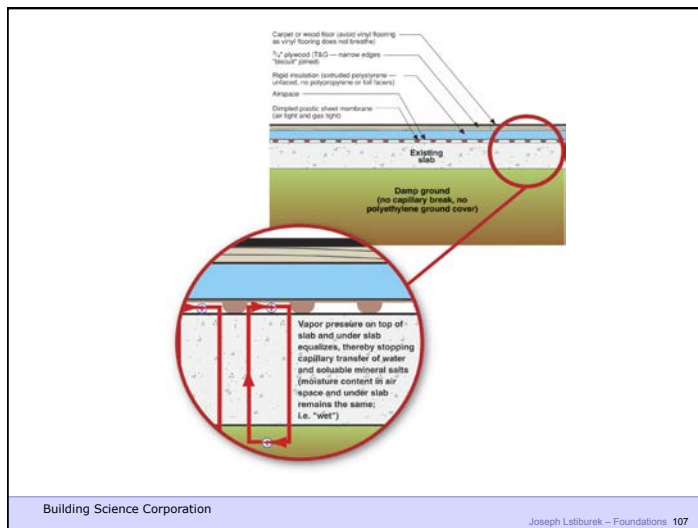 Carpet or wood floor (avoid vinyl flooring
as vinyl flooring does not breathe)
3/4" plywood (T&G — narrow edges
"biscuit" joined)
Rigid insulation (extruded polystyrene —
unfaced, no polypropylene or foil facers)
Airspace
Dimpled plastic sheet membrane
(air tight and gas tight)
Existing
slab
Damp ground
(no capillary break, no
polyethylene ground cover)
Vapor pressure on top of
slab and under slab
equalizes, thereby stopping
capillary transfer of water
and soluable mineral salts
(moisture content in air
space and under slab
remains the same;
i.e. "wet")
Building Science Corporation
Joseph Lstiburek – Foundations 107